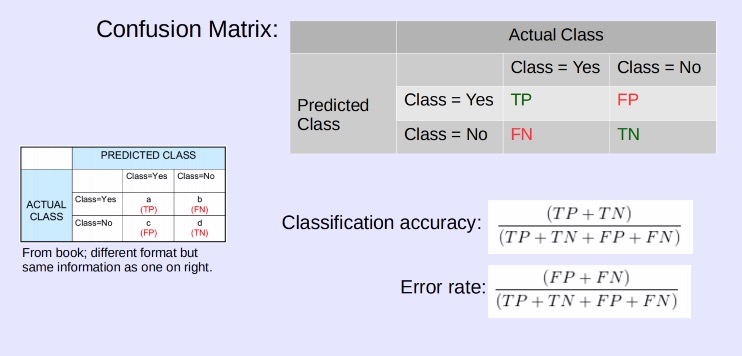 Confusion Matrix:
Actual Class
Class = Yes Class = No
Predicted Class
Class = Yes TP FP
Class = No FN TN
PREDICTED CLASS
Class=Yes Class=No
ACTUAL CLASS
Class=Yes a (TP) b (FN)
Class=No c (FP) d (TN)
From book; different format but
same information as one on right.
Classification accuracy: (TP + TN) / (TP + TN + FP + FN)
Error rate: (FP + FN) / (TP + TN + FP + FN)